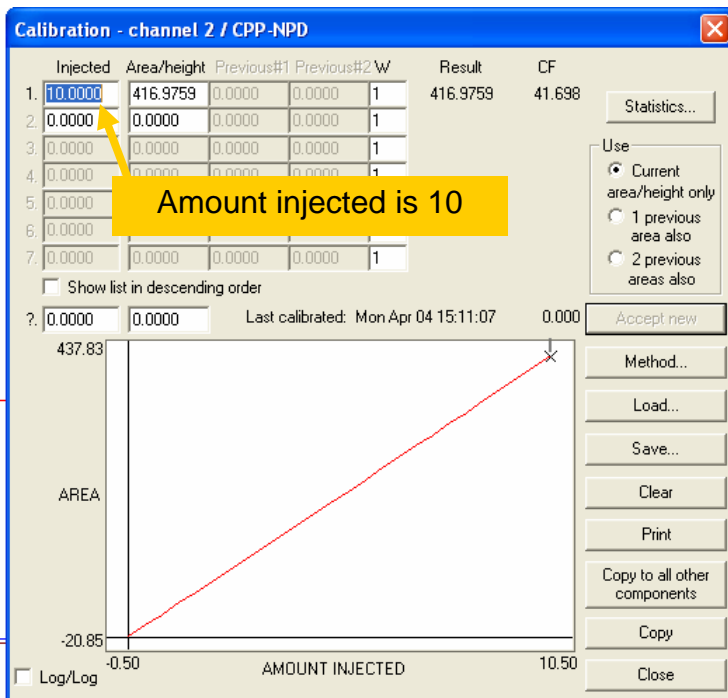 Calibration - channel 2 / CPP-NPD
Injected Area/height Previous#1 Previous#2 W Result CF
1. 10.0000 416.9759 0.0000 0.0000 1 416.9759 41.698
2. 0.0000 0.0000 0.0000 0.0000 1
3. 0.0000 0.0000 0.0000 0.0000 1
4. 0.0000 1
5. 0.0000 1
6. 0.0000 1
7. 0.0000 0.0000 0.0000 0.0000 1
Amount injected is 10
Statistics...
Use
Current
area/height only
1 previous
area also
2 previous
areas also
Show list in descending order
?. 0.0000 0.0000 Last calibrated: Mon Apr 04 15:11:07 0.000
Accept new
Method...
Load...
Save...
Clear
Print
Copy to all other
components
Copy
Close
437.83
AREA
-20.85
-0.50 AMOUNT INJECTED 10.50
Log/Log